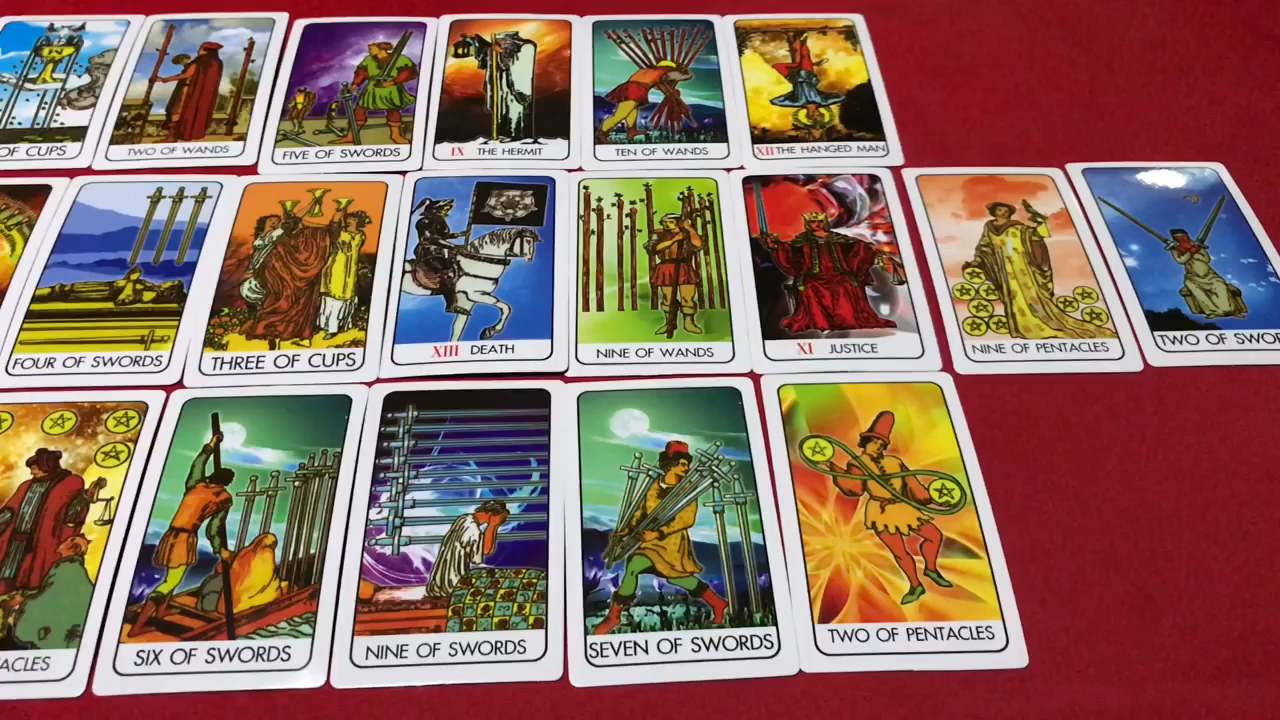 OF CUPS
TWO OF WANDS
FIVE OF SWORDS
IX THE HERMIT
TEN OF WANDS
XII THE HANGED MAN
FOUR OF SWORDS
THREE OF CUPS
XIII DEATH
NINE OF WANDS
XI JUSTICE
NINE OF PENTACLES
TWO OF SWOR
ACLES
SIX OF SWORDS
NINE OF SWORDS
SEVEN OF SWORDS
TWO OF PENTACLES